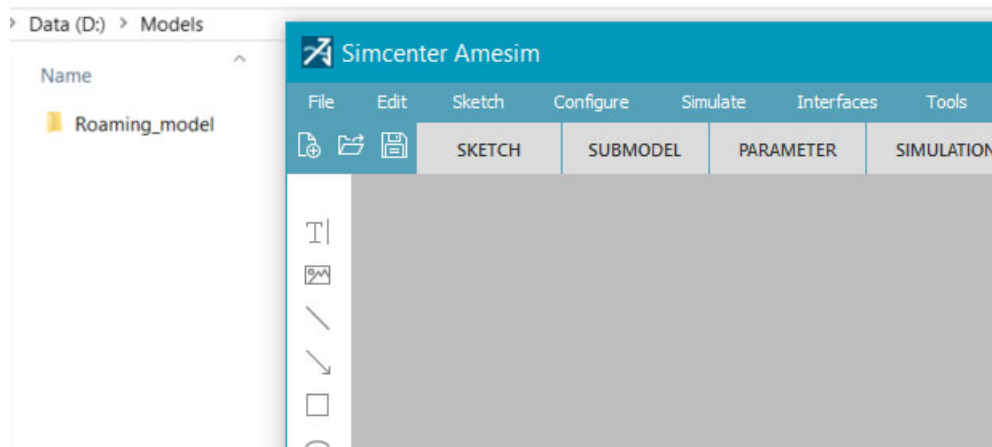 > Data (D:) > Models
Name
Roaming_model
Simcenter Amesim
File Edit Sketch Configure Simulate Interfaces Tools
SKETCH SUBMODEL PARAMETER SIMULATION
T|